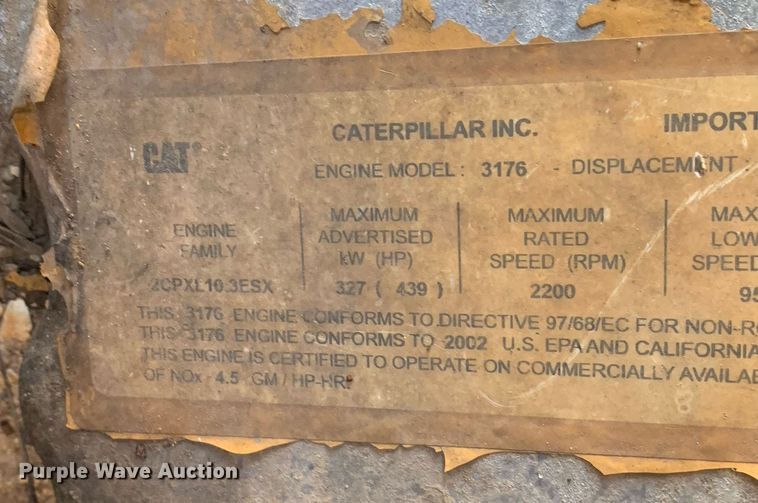 CATERPILLAR INC. IMPORT
CAT®
ENGINE MODEL: 3176 - DISPLACEMENT:
ENGINE FAMILY
MAXIMUM ADVERTISED kW (HP)
MAXIMUM RATED SPEED (RPM)
MAX LOW SPEED
2CPXL10.3ESX 327 ( 439 ) 2200 95
THIS 3176 ENGINE CONFORMS TO DIRECTIVE 97/68/EC FOR NON-R
THIS 3176 ENGINE CONFORMS TO 2002 U.S. EPA AND CALIFORNIA
THIS ENGINE IS CERTIFIED TO OPERATE ON COMMERCIALLY AVAILAB
OF NOx 4.5 GM / HP-HR.
Purple Wave Auction